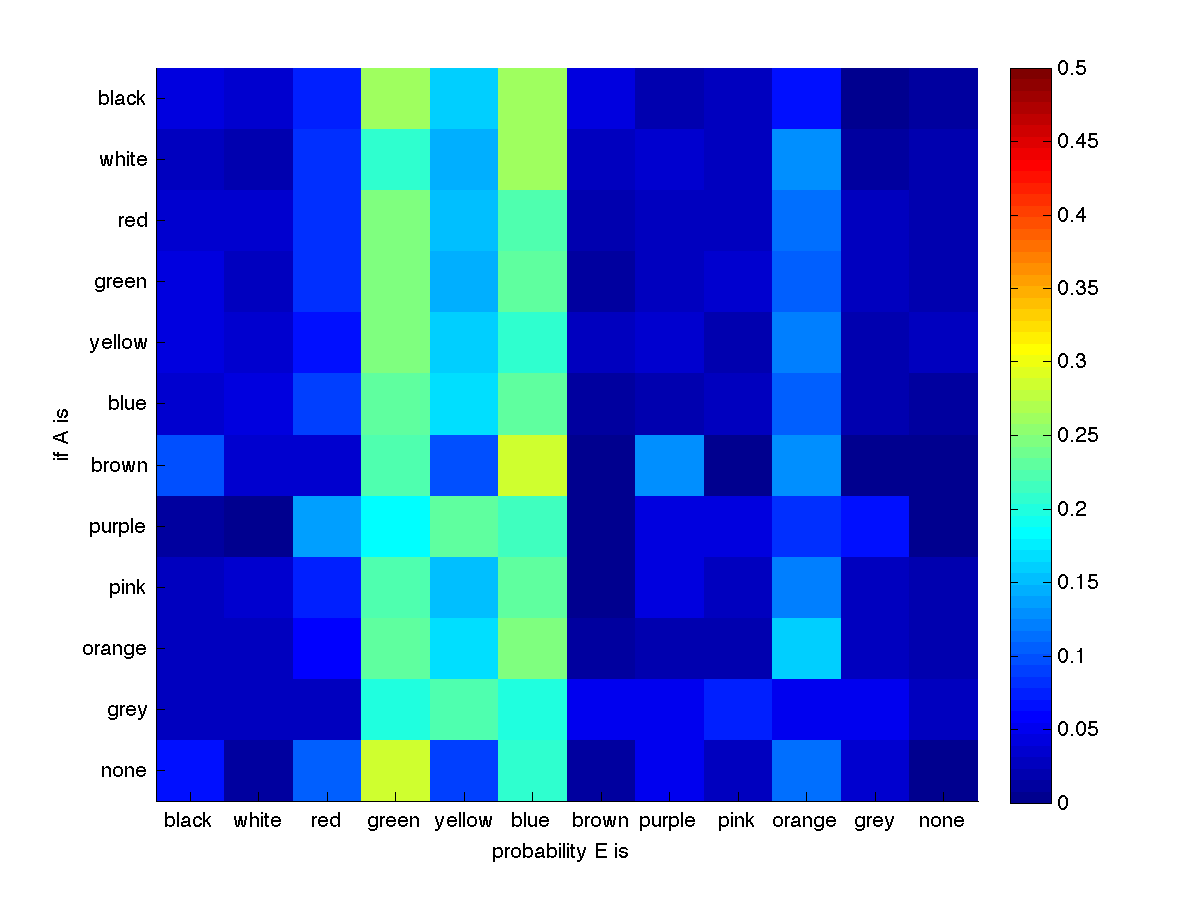 black
white
red
green
yellow
blue
brown
purple
pink
orange
grey
none
if A is
black white red green yellow blue brown purple pink orange grey none
probability E is
0.5
0.45
0.4
0.35
0.3
0.25
0.2
0.15
0.1
0.05
0